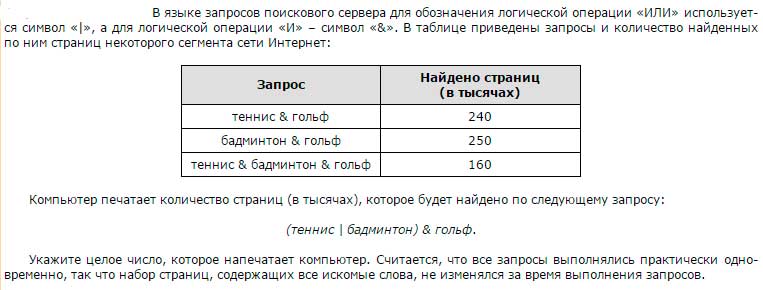 В языке запросов поискового сервера для обозначения логической операции «ИЛИ» использует-
ся символ «|», а для логической операции «И» – символ «&». В таблице приведены запросы и количество найденных
по ним страниц некоторого сегмента сети Интернет:
Запрос Найдено страниц
(в тысячах)
теннис & гольф 240
бадминтон & гольф 250
теннис & бадминтон & гольф 160
Компьютер печатает количество страниц (в тысячах), которое будет найдено по следующему запросу:
(теннис | бадминтон) & гольф.
Укажите целое число, которое напечатает компьютер. Считается, что все запросы выполнялись практически одно-
временно, так что набор страниц, содержащих все искомые слова, не изменялся за время выполнения запросов.